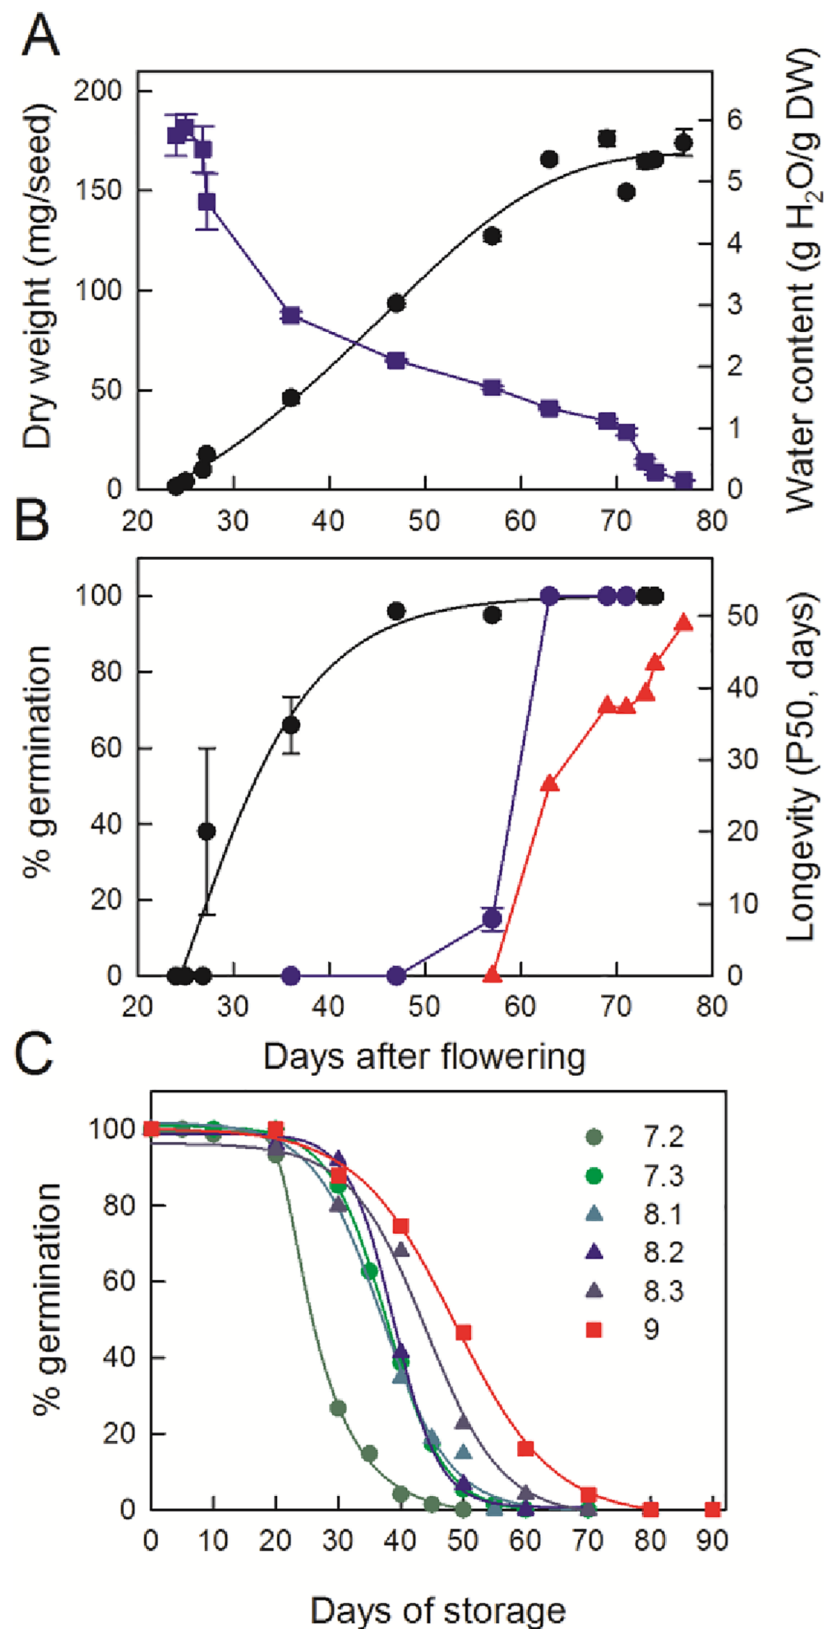 A
Dry weight (mg/seed)
200
150
100
50
0
6
5
4
3
2
1
0
Water content (g H₂O/g DW)
20 30 40 50 60 70 80
B
% germination
100
80
60
40
20
0
50
40
30
20
10
0
Longevity (P50, days)
20 30 40 50 60 70 80
Days after flowering
C
% germination
100
80
60
40
20
0
7.2
7.3
8.1
8.2
8.3
9
0 10 20 30 40 50 60 70 80 90
Days of storage